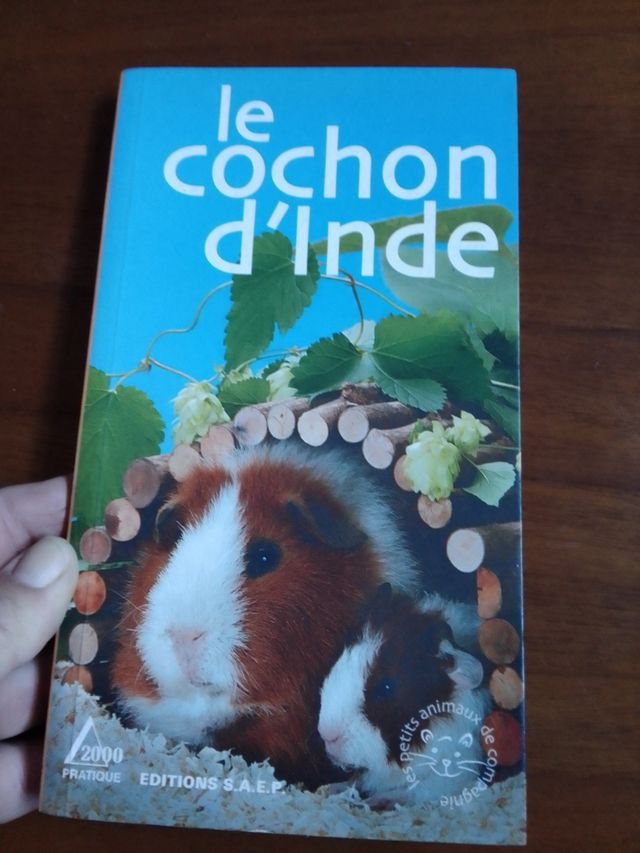 le
cochon
d'Inde
les petits animaux de compagnie
2000
PRATIQUE
EDITIONS S.A.E.P.